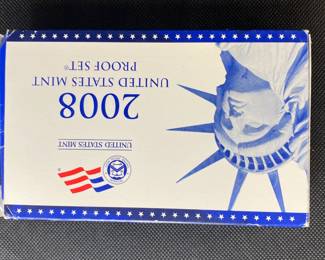 UNITED STATES MINT
2008
UNITED STATES MINT
PROOF SET®